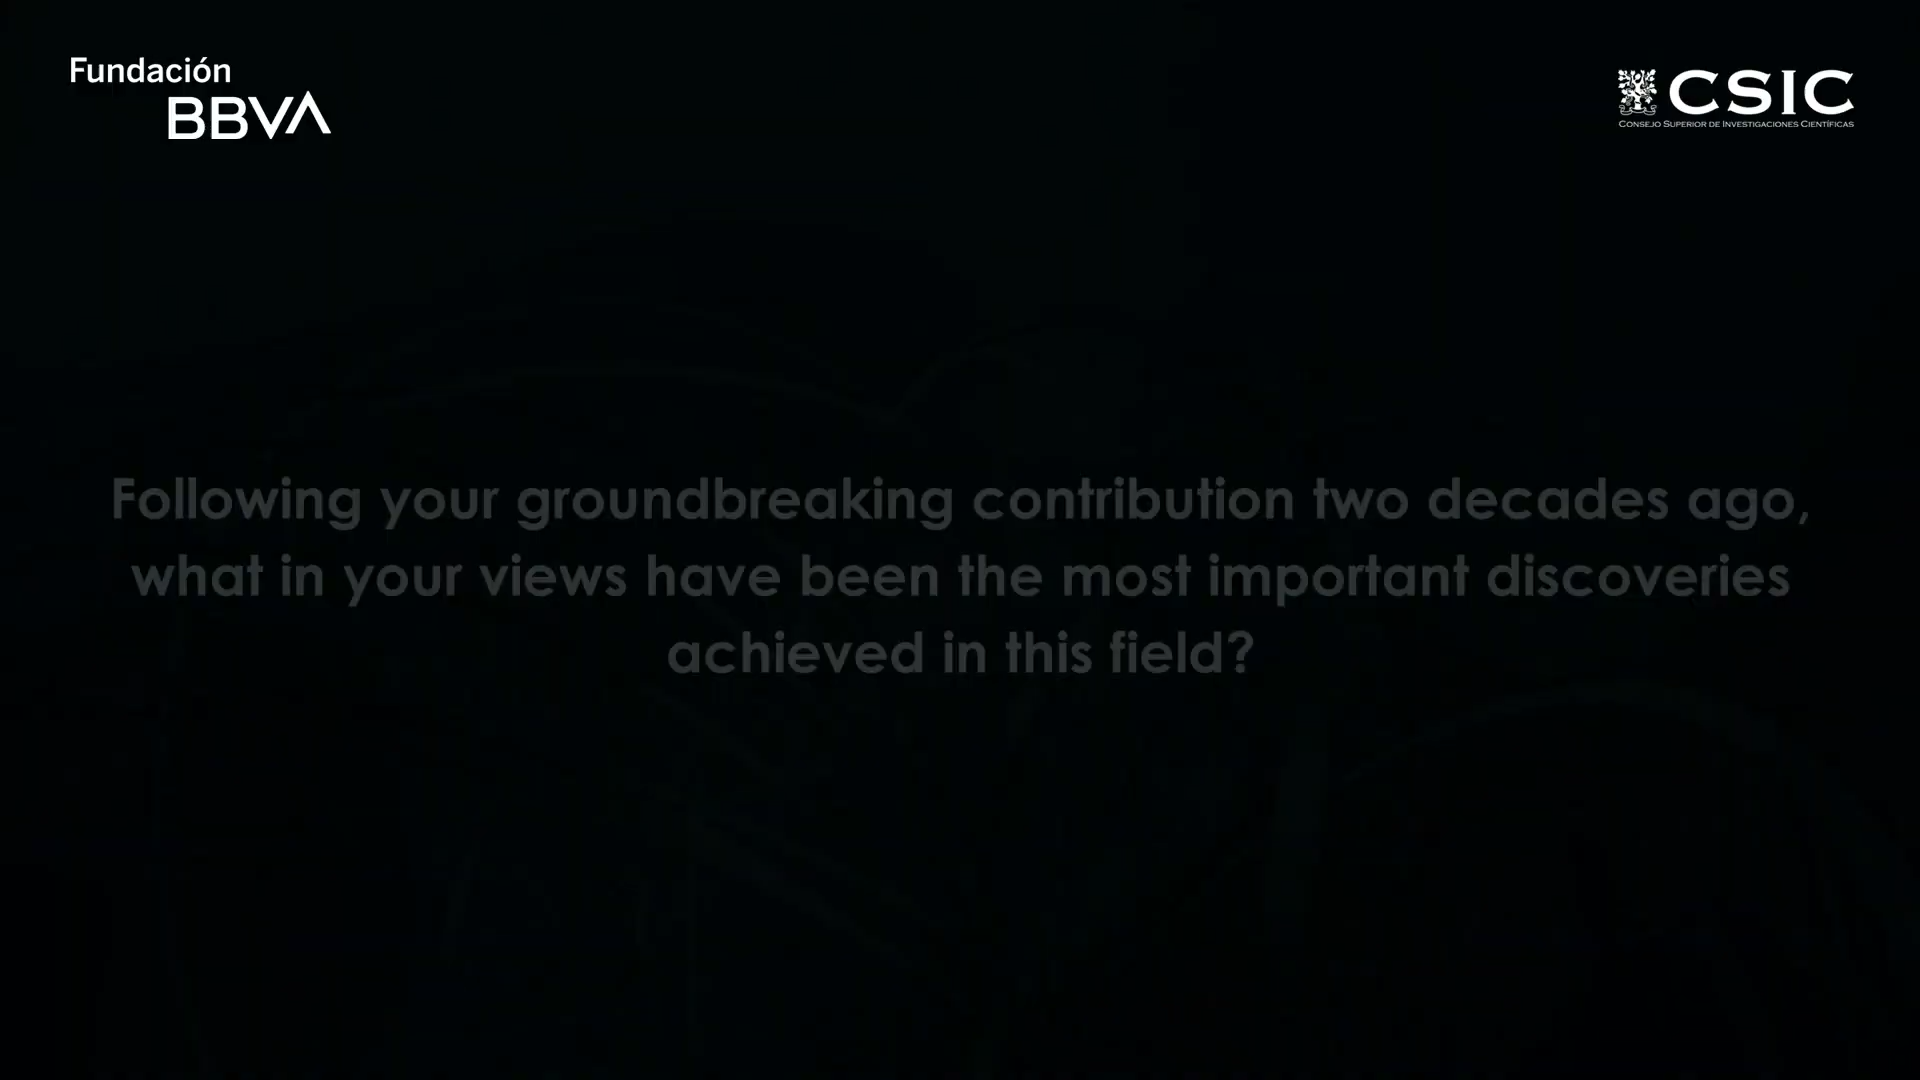 Fundación
BBVA
CSIC
CONSEJO SUPERIOR DE INVESTIGACIONES CIENTÍFICAS
Following your groundbreaking contribution two decades ago,
what in your views have been the most important discoveries
achieved in this field?